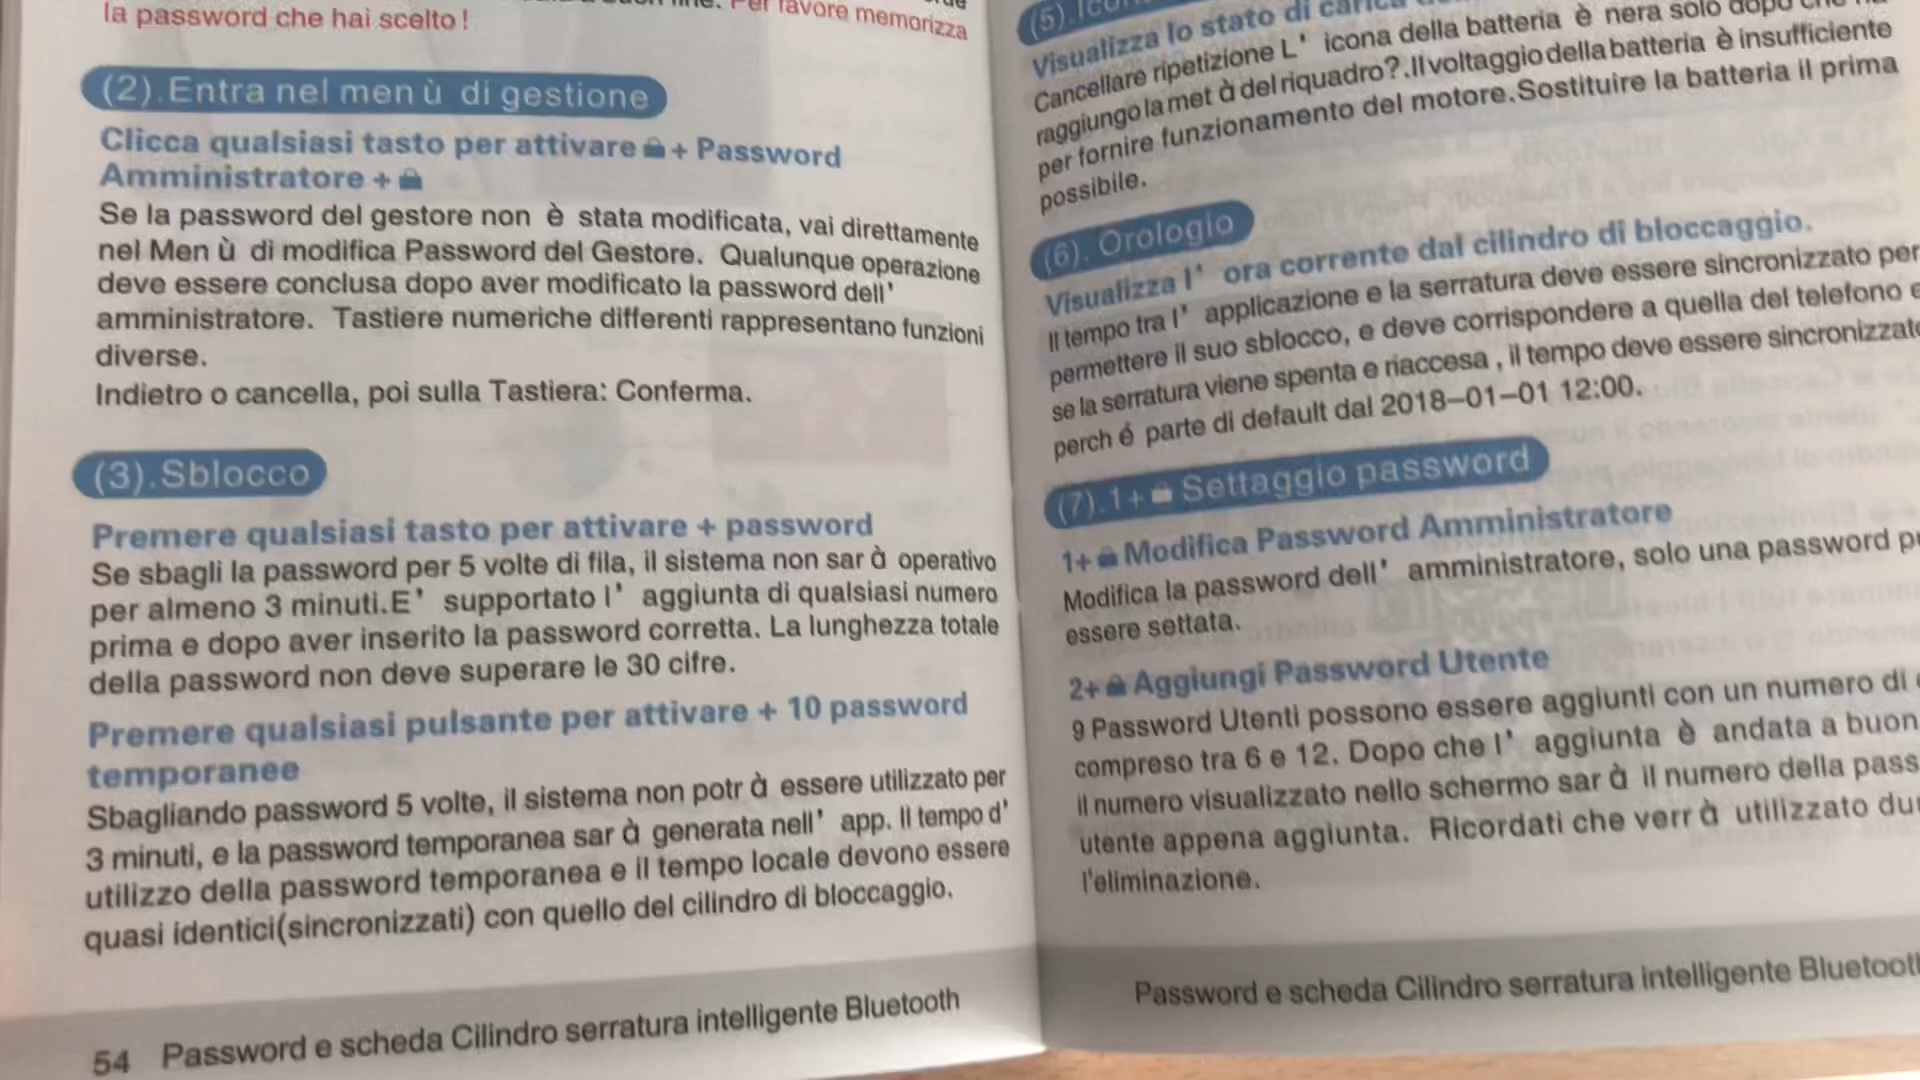 la password che hai scelto!
Per favore memorizza
(2).Entra nel men ù di gestione
Clicca qualsiasi tasto per attivare + Password
Amministratore +
Se la password del gestore non è stata modificata, vai direttamente
nel Men ù di modifica Password del Gestore. Qualunque operazione
deve essere conclusa dopo aver modificato la password dell'
amministratore. Tastiere numeriche differenti rappresentano funzioni
diverse.
Indietro o cancella, poi sulla Tastiera: Conferma.
(3).Sblocco
Premere qualsiasi tasto per attivare + password
Se sbagli la password per 5 volte di fila, il sistema non sar à operativo
per almeno 3 minuti.E' supportato l' aggiunta di qualsiasi numero
prima e dopo aver inserito la password corretta. La lunghezza totale
della password non deve superare le 30 cifre.
Premere qualsiasi pulsante per attivare + 10 password
temporanee
Sbagliando password 5 volte, il sistema non potr à essere utilizzato per
3 minuti, e la password temporanea sar à generata nell' app. Il tempo d'
utilizzo della password temporanea e il tempo locale devono essere
quasi identici(sincronizzati) con quello del cilindro di bloccaggio.
54 Password e scheda Cilindro serratura intelligente Bluetooth
(5).
Visualizza lo stato di
Cancellare ripetizione L' icona della batteria è nera solo dopo che
raggiungo la met à del riquadro?.Il voltaggio della batteria è insufficiente
per fornire funzionamento del motore.Sostituire la batteria il prima
possibile.
(6). Orologio
Visualizza l' ora corrente dal cilindro di bloccaggio.
Il tempo tra l' applicazione e la serratura deve essere sincronizzato per
permettere il suo sblocco, e deve corrispondere a quella del telefono e
se la serratura viene spenta e riaccesa , il tempo deve essere
perch é parte di default dal 2018–01–01 12:00.
(7).1+ Settaggio password
1+ Modifica Password Amministratore
Modifica la password dell' amministratore, solo una password
essere settata.
2+ Aggiungi Password Utente
9 Password Utenti possono essere aggiunti con un numero di
compreso tra 6 e 12. Dopo che l' aggiunta è andata a buon
il numero visualizzato nello schermo sar à il numero della
utente appena aggiunta. Ricordati che verr à utilizzato
l'eliminazione.
Password e scheda Cilindro serratura intelligente